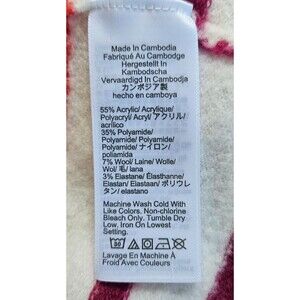 Made In Cambodia
Fabriqué Au Cambodge
Hergestellt In
Kambodscha
Vervaardigd In Cambodja
カンボジア製
hecho en camboya
55% Acrylic/ Acrylique/
Polyacryl/ Acryl/ アクリル/
acrílico
35% Polyamide/
Polyamide/ Polyamid/
Polyamide/ ナイロン/
poliamida
7% Wool/ Laine/ Wolle/
Wol/ 毛/ lana
3% Elastane/ Élasthanne/
Elastan/ Elastaan/ ポリウレ
タン/ elastano
Machine Wash Cold With
Like Colors. Non-chlorine
Bleach Only. Tumble Dry
Low. Iron On Lowest
Setting.
30
Lavage En Machine À
Froid Avec Couleurs